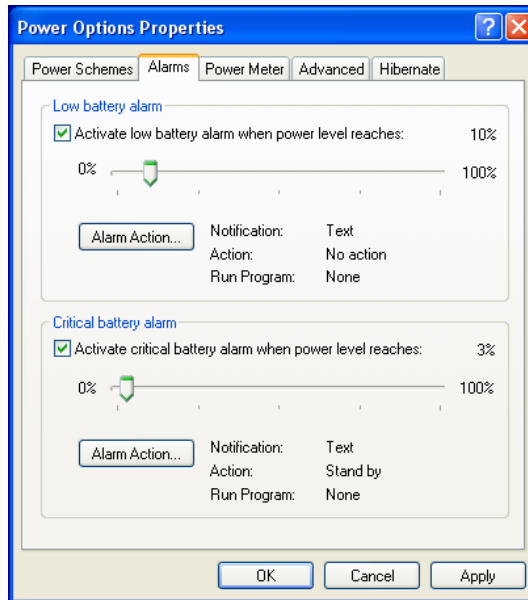 Power Options Properties
Power Schemes Alarms Power Meter Advanced Hibernate
Low battery alarm
Activate low battery alarm when power level reaches: 10%
0% 100%
Alarm Action... Notification: Text
Action: No action
Run Program: None
Critical battery alarm
Activate critical battery alarm when power level reaches: 3%
0% 100%
Alarm Action... Notification: Text
Action: Stand by
Run Program: None
OK Cancel Apply